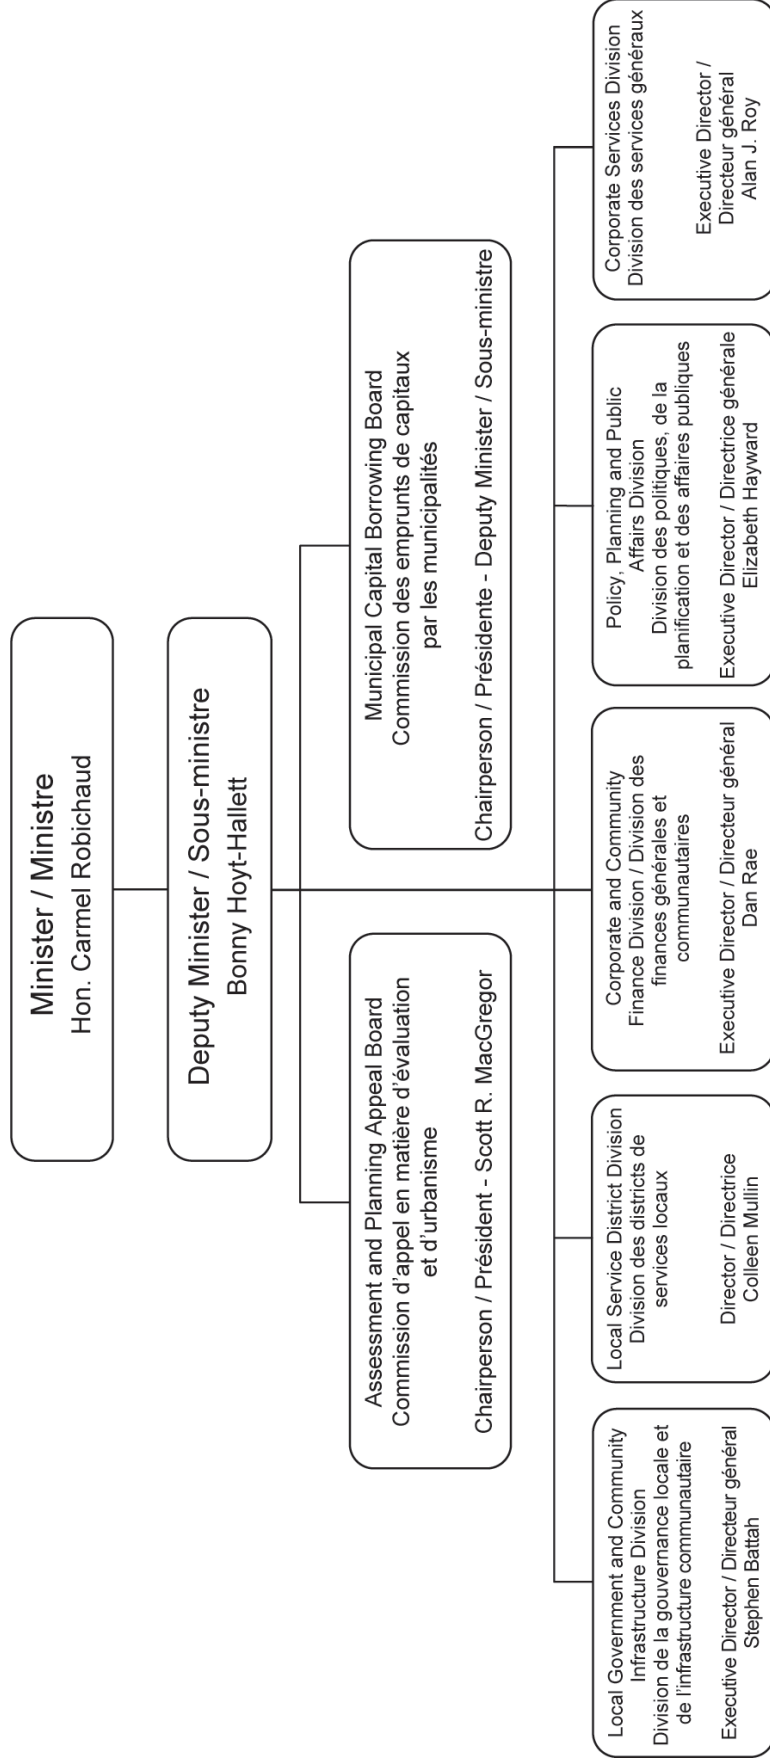 Minister / Ministre
Hon. Carmel Robichaud
Deputy Minister / Sous-ministre
Bonny Hoyt-Hallett
Assessment and Planning Appeal Board
Commission d'appel en matière d'évaluation
et d'urbanisme
Chairperson / Président - Scott R. MacGregor
Municipal Capital Borrowing Board
Commission des emprunts de capitaux
par les municipalités
Chairperson / Présidente - Deputy Minister / Sous-ministre
Local Government and Community
Infrastructure Division
Division de la gouvernance locale et
de l'infrastructure communautaire
Executive Director / Directeur général
Stephen Battah
Local Service District Division
Division des districts de
services locaux
Director / Directrice
Colleen Mullin
Corporate and Community
Finance Division / Division des
finances générales et
communautaires
Executive Director / Directeur général
Dan Rae
Policy, Planning and Public
Affairs Division
Division des politiques, de la
planification et des affaires publiques
Executive Director / Directrice générale
Elizabeth Hayward
Corporate Services Division
Division des services généraux
Executive Director /
Directeur général
Alan J. Roy